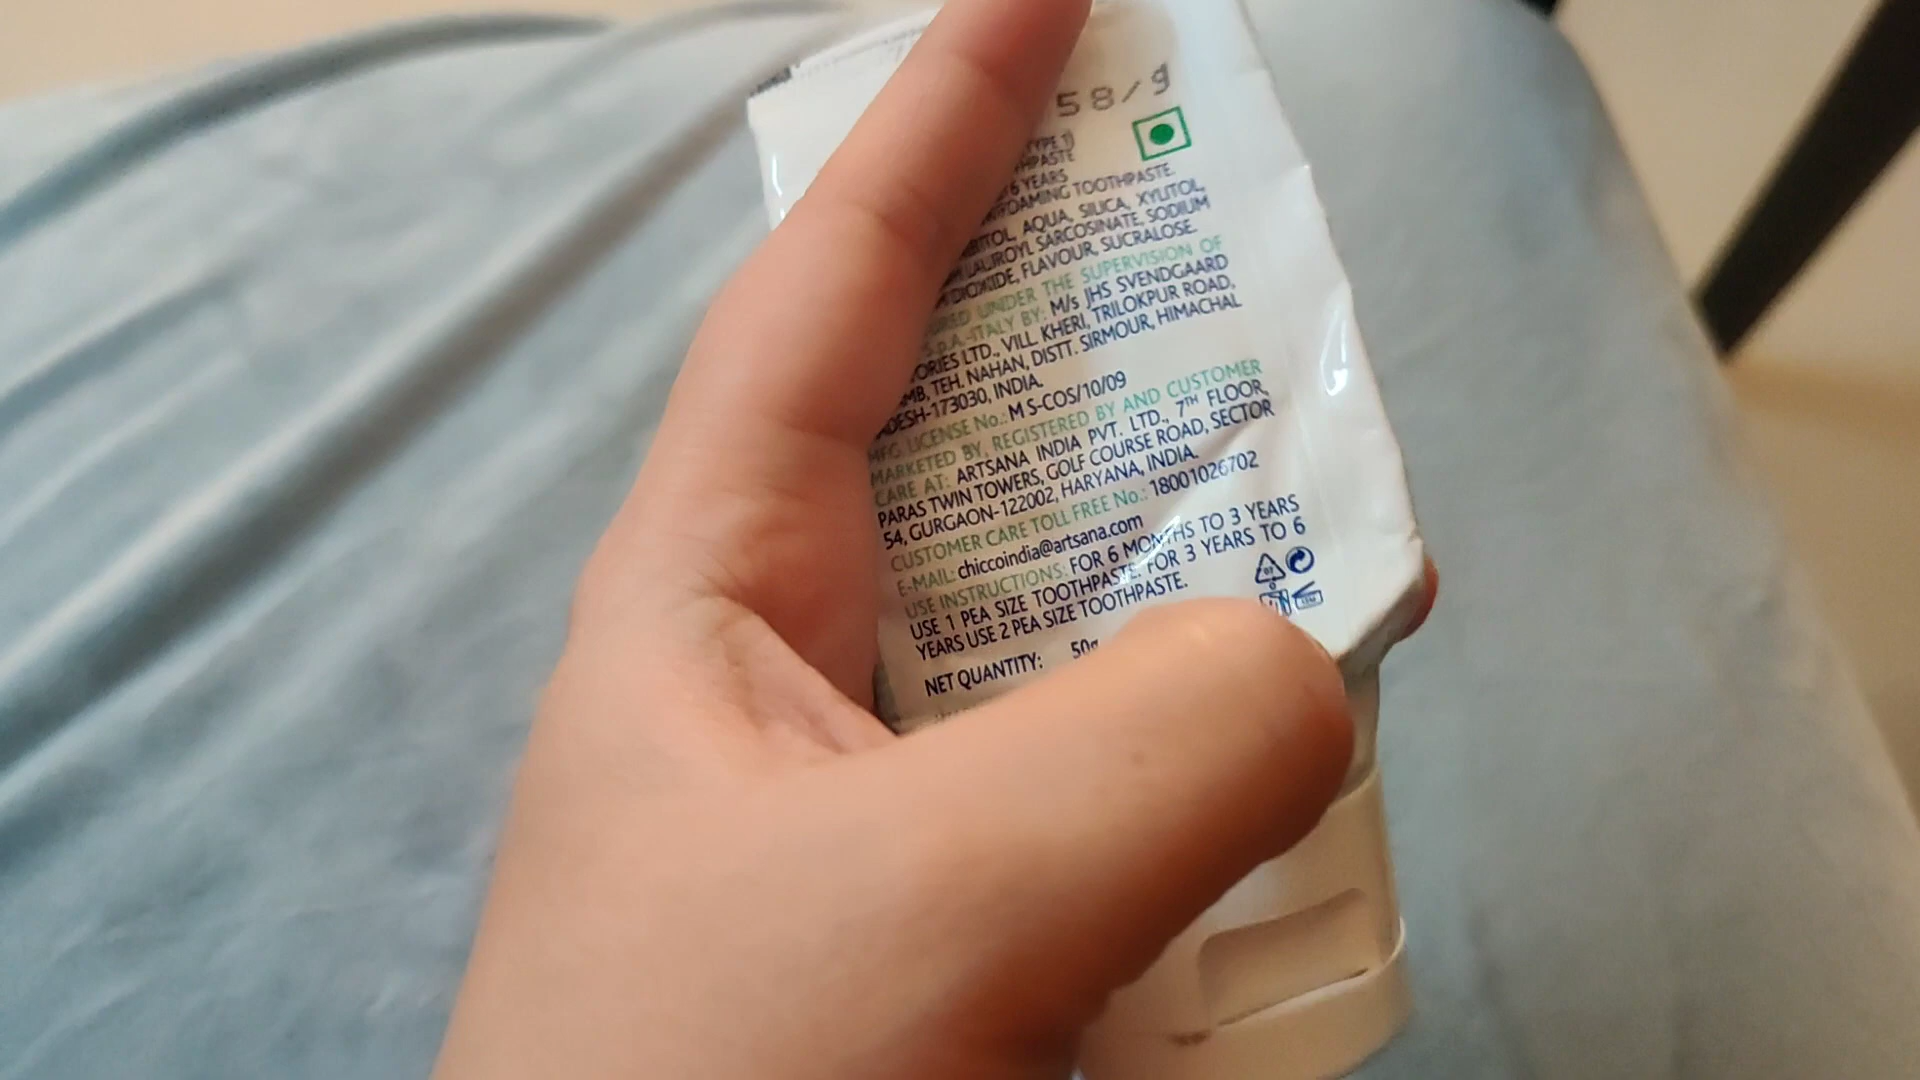 58/g
TYPE 1)
6 YEARS
FOAMING TOOTHPASTE.
AQUA, SILICA, XYLITOL,
LAUROYL SARCOSINATE, SODIUM
DIOXIDE, FLAVOUR, SUCRALOSE.
UNDER THE SUPERVISION OF
S.P.A.-ITALY BY: M/s JHS SVENDGAARD
LTD., VILL KHERI, TRILOKPUR ROAD,
TEH. NAHAN, DISTT. SIRMOUR, HIMACHAL
ADESH-173030, INDIA.
MFG. LICENSE No.: M S-COS/10/09
MARKETED BY, REGISTERED BY AND CUSTOMER
CARE AT: ARTSANA INDIA PVT. LTD., 7TH FLOOR,
PARAS TWIN TOWERS, GOLF COURSE ROAD, SECTOR
54, GURGAON-122002, HARYANA, INDIA.
CUSTOMER CARE TOLL FREE No.: 18001026702
E-MAIL: chiccoindia@artsana.com
USE INSTRUCTIONS: FOR 6 MONTHS TO 3 YEARS
USE 1 PEA SIZE TOOTHPASTE. FOR 3 YEARS TO 6
YEARS USE 2 PEA SIZE TOOTHPASTE.
NET QUANTITY: 50g